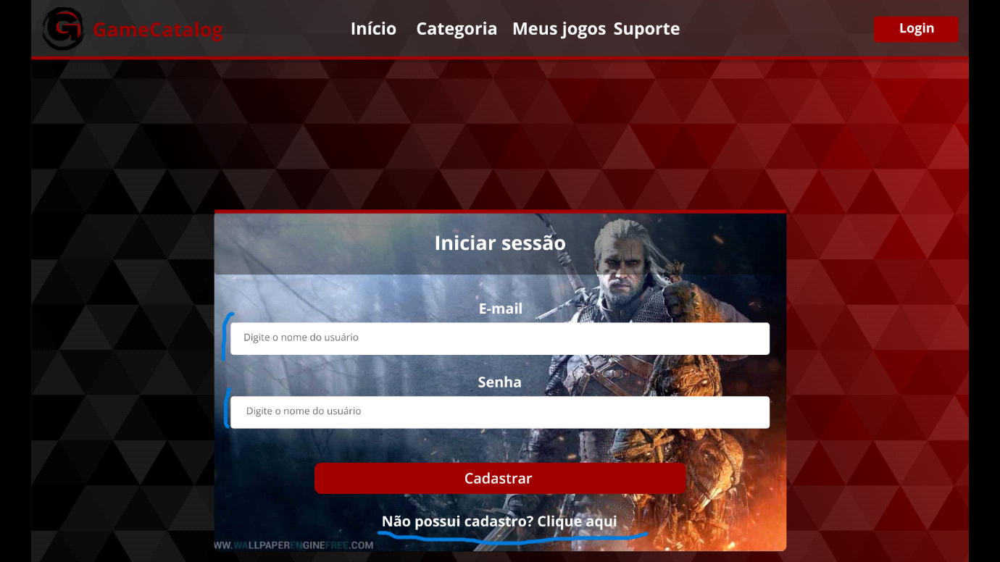 GameCatalog Início Categoria Meus jogos Suporte Login
Iniciar sessão
E-mail
Digite o nome do usuário
Senha
Digite o nome do usuário
Cadastrar
Não possui cadastro? Clique aqui
WW.WALLPAPERENGINEFREE.COM